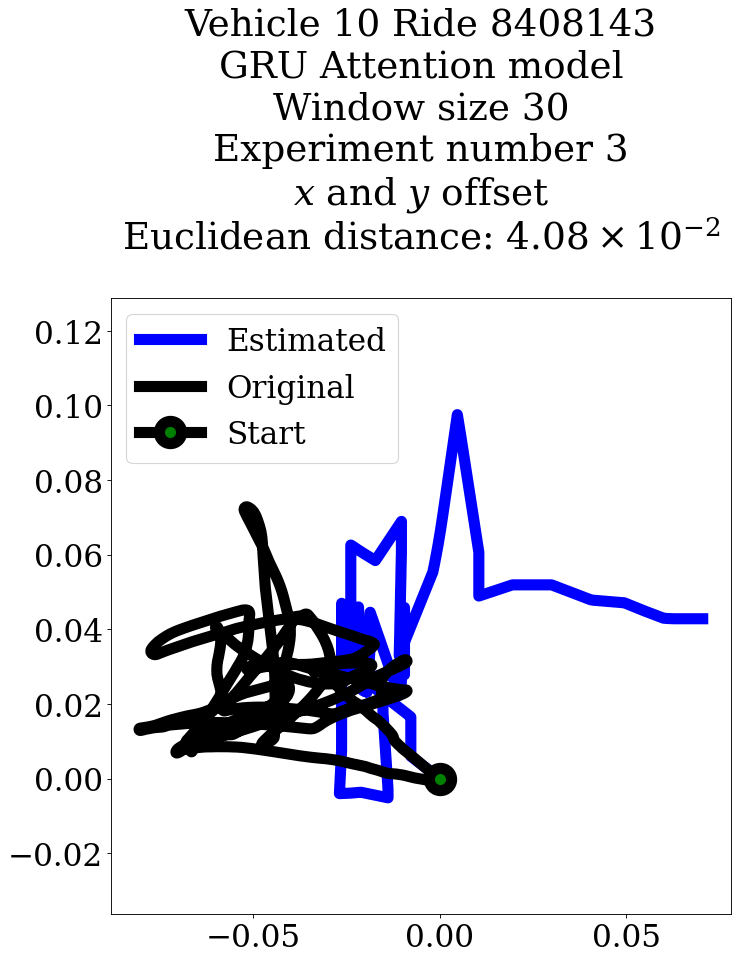 Vehicle 10 Ride 8408143
GRU Attention model
Window size 30
Experiment number 3
x and y offset
Euclidean distance: 4.08 × 10⁻²
Estimated
Original
Start
0.12
0.10
0.08
0.06
0.04
0.02
0.00
−0.02
−0.05 0.00 0.05